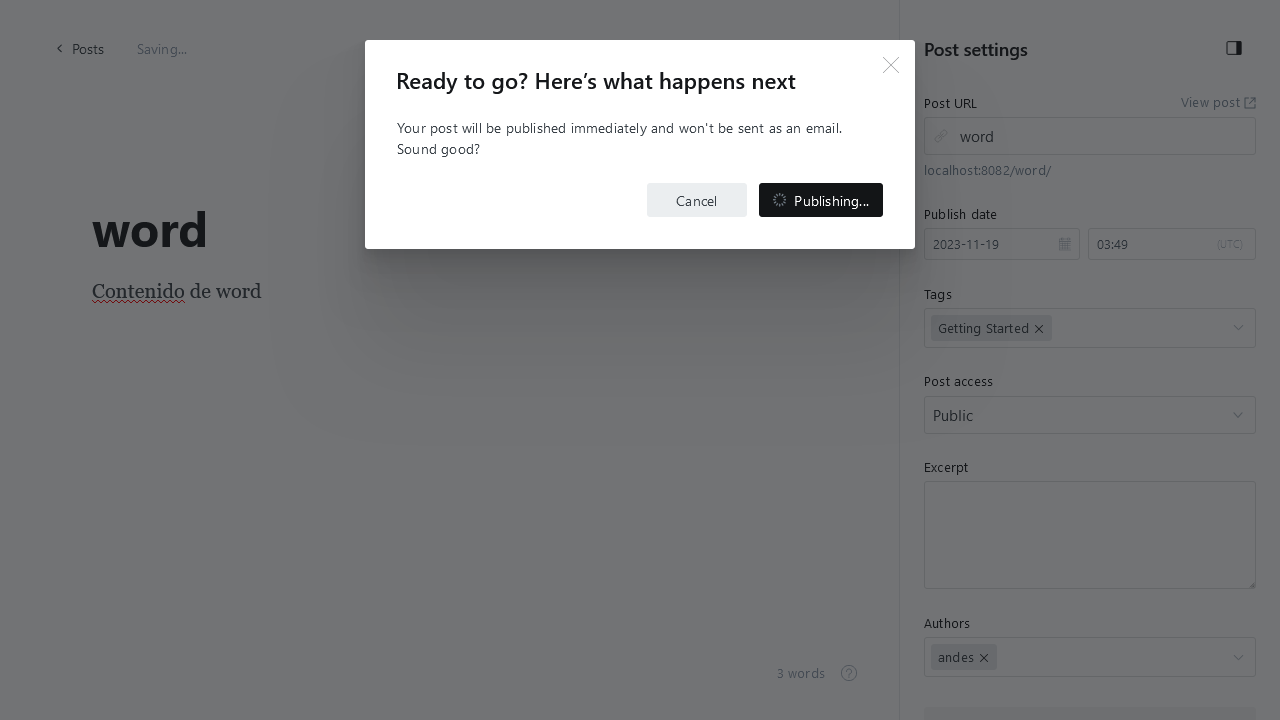 Posts
Saving...
word
Contenido de word
3 words
Ready to go? Here’s what happens next
Your post will be published immediately and won't be sent as an email.
Sound good?
Cancel
Publishing...
Post settings
Post URL
View post
word
localhost:8082/word/
Publish date
2023-11-19
03:49
(UTC)
Tags
Getting Started
Post access
Public
Excerpt
Authors
andes